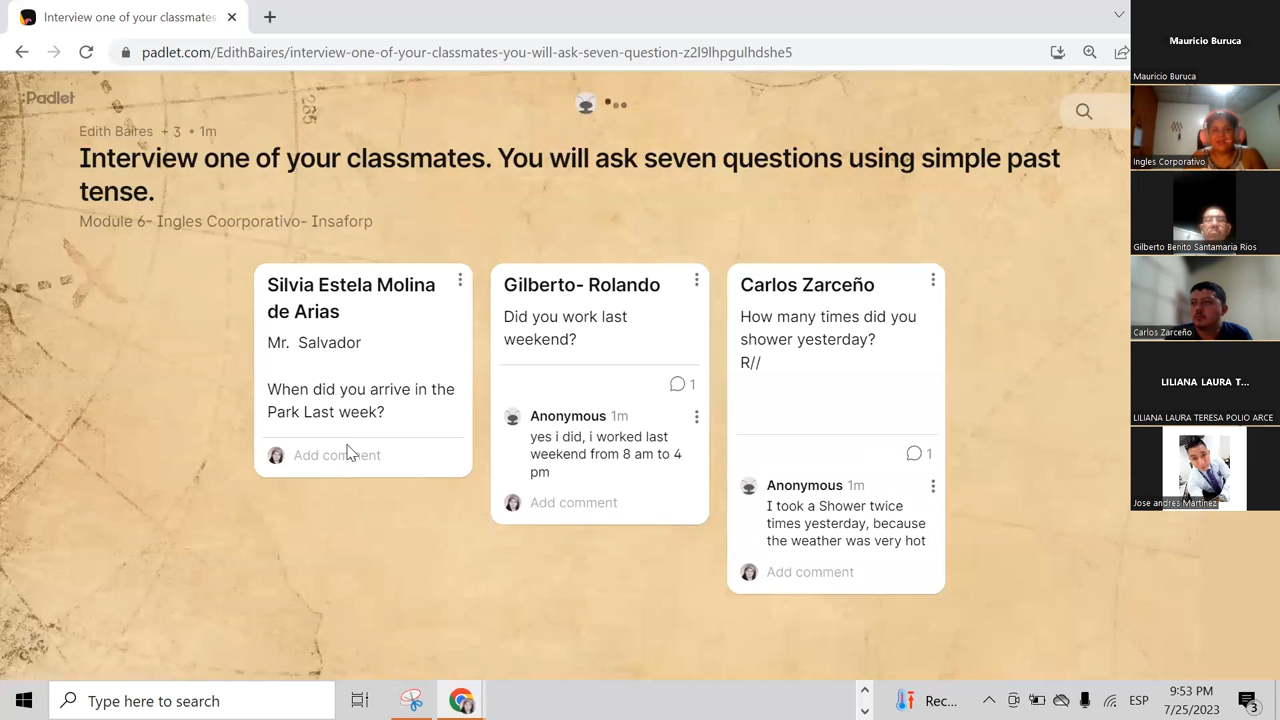 Interview one of your classmates
padlet.com/EdithBaires/interview-one-of-your-classmates-you-will-ask-seven-question-z2l9lhpgulhdshe5
:Padlet
Edith Baires + 3 • 1m
Interview one of your classmates. You will ask seven questions using simple past
tense.
Module 6- Ingles Coorporativo- Insaforp
Silvia Estela Molina
de Arias
Mr. Salvador
When did you arrive in the
Park Last week?
Add comment
Gilberto- Rolando
Did you work last
weekend?
1
Anonymous 1m
yes i did, i worked last
weekend from 8 am to 4
pm
Add comment
Carlos Zarceño
How many times did you
shower yesterday?
R//
1
Anonymous 1m
I took a Shower twice
times yesterday, because
the weather was very hot
Add comment
Mauricio Buruca
Mauricio Buruca
Ingles Corporativo
Gilberto Benito Santamaria Rios
Carlos Zarceño
LILIANA LAURA T...
LILIANA LAURA TERESA POLIO ARCE
Jose andres Martinez
Type here to search
Rec...
ESP
9:53 PM
7/25/2023
3